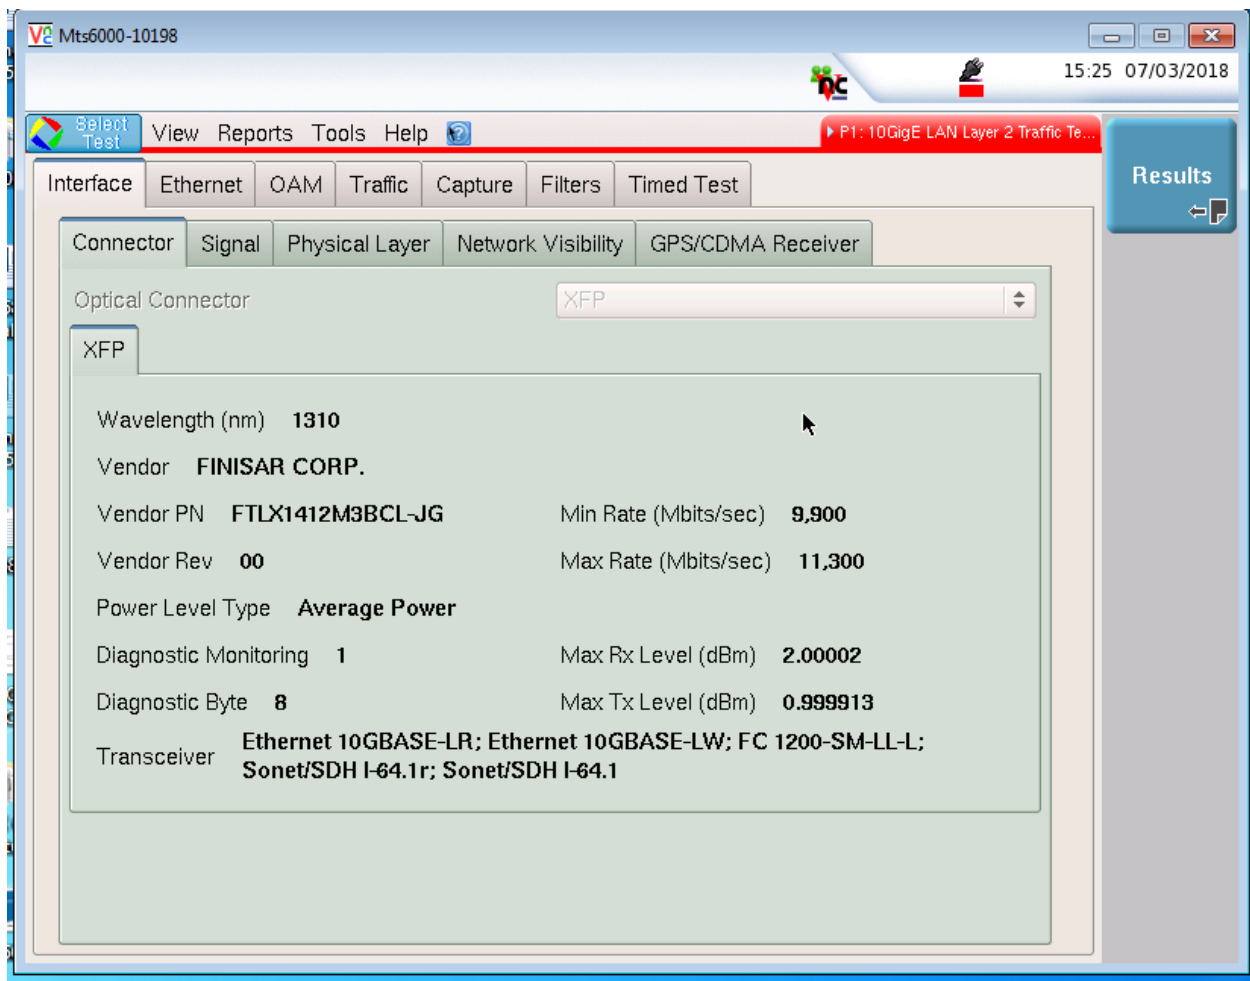 Mts6000-10198
15:25 07/03/2018
Select Test View Reports Tools Help
P1: 10GigE LAN Layer 2 Traffic Te...
Results
Interface Ethernet OAM Traffic Capture Filters Timed Test
Connector Signal Physical Layer Network Visibility GPS/CDMA Receiver
Optical Connector XFP
XFP
Wavelength (nm) 1310
Vendor FINISAR CORP.
Vendor PN FTLX1412M3BCL-JG Min Rate (Mbits/sec) 9,900
Vendor Rev 00 Max Rate (Mbits/sec) 11,300
Power Level Type Average Power
Diagnostic Monitoring 1 Max Rx Level (dBm) 2.00002
Diagnostic Byte 8 Max Tx Level (dBm) 0.999913
Transceiver Ethernet 10GBASE-LR; Ethernet 10GBASE-LW; FC 1200-SM-LL-L;
Sonet/SDH I-64.1r; Sonet/SDH I-64.1